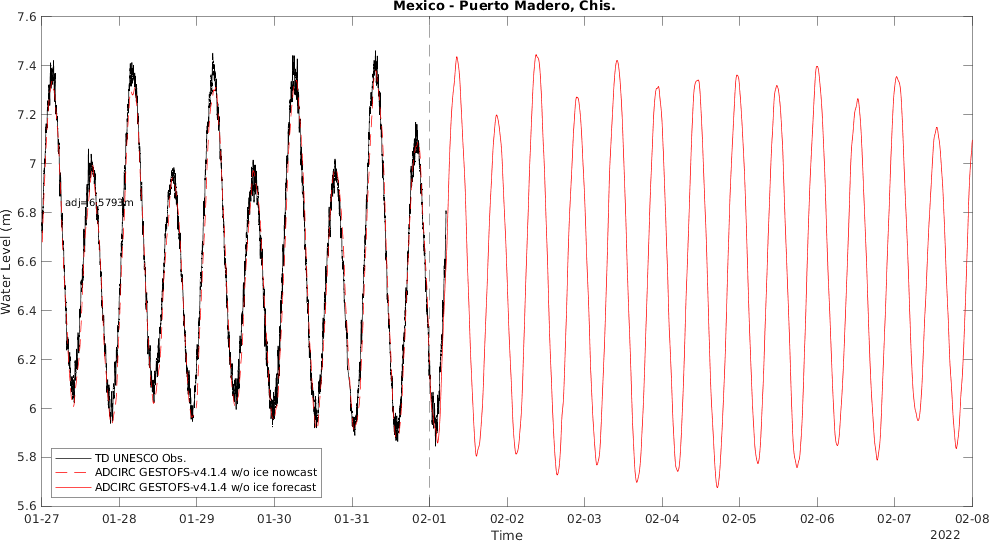 Mexico - Puerto Madero, Chis.
7.6
7.4
7.2
7
6.8
6.6
6.4
6.2
6
5.8
5.6
Water Level (m)
adj=6.5793m
TD UNESCO Obs.
ADCIRC GESTOFS-v4.1.4 w/o ice nowcast
ADCIRC GESTOFS-v4.1.4 w/o ice forecast
01-27 01-28 01-29 01-30 01-31 02-01 02-02 02-03 02-04 02-05 02-06 02-07 02-08
Time
2022